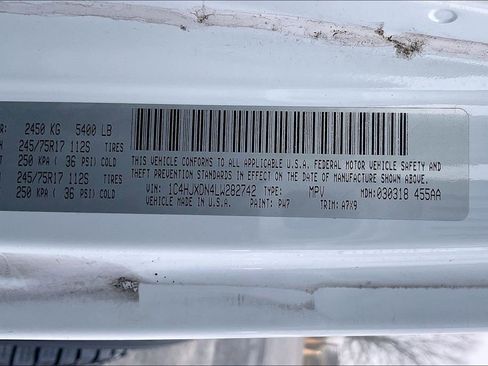 2450 KG 5400 LB
245/75R17 112S TIRES
250 KPA ( 36 PSI) COLD
245/75R17 112S TIRES
250 KPA ( 36 PSI) COLD
THIS VEHICLE CONFORMS TO ALL APPLICABLE U.S.A. FEDERAL MOTOR VEHICLE SAFETY AND
THEFT PREVENTION STANDARDS IN EFFECT ON THE DATE OF MANUFACTURE SHOWN ABOVE.
VIN: 1C4HJXDN4LW282742 TYPE: MPV MDH: 030318 455AA
VEHICLE MADE IN U.S.A. PAINT: PW7 TRIM: A7K9